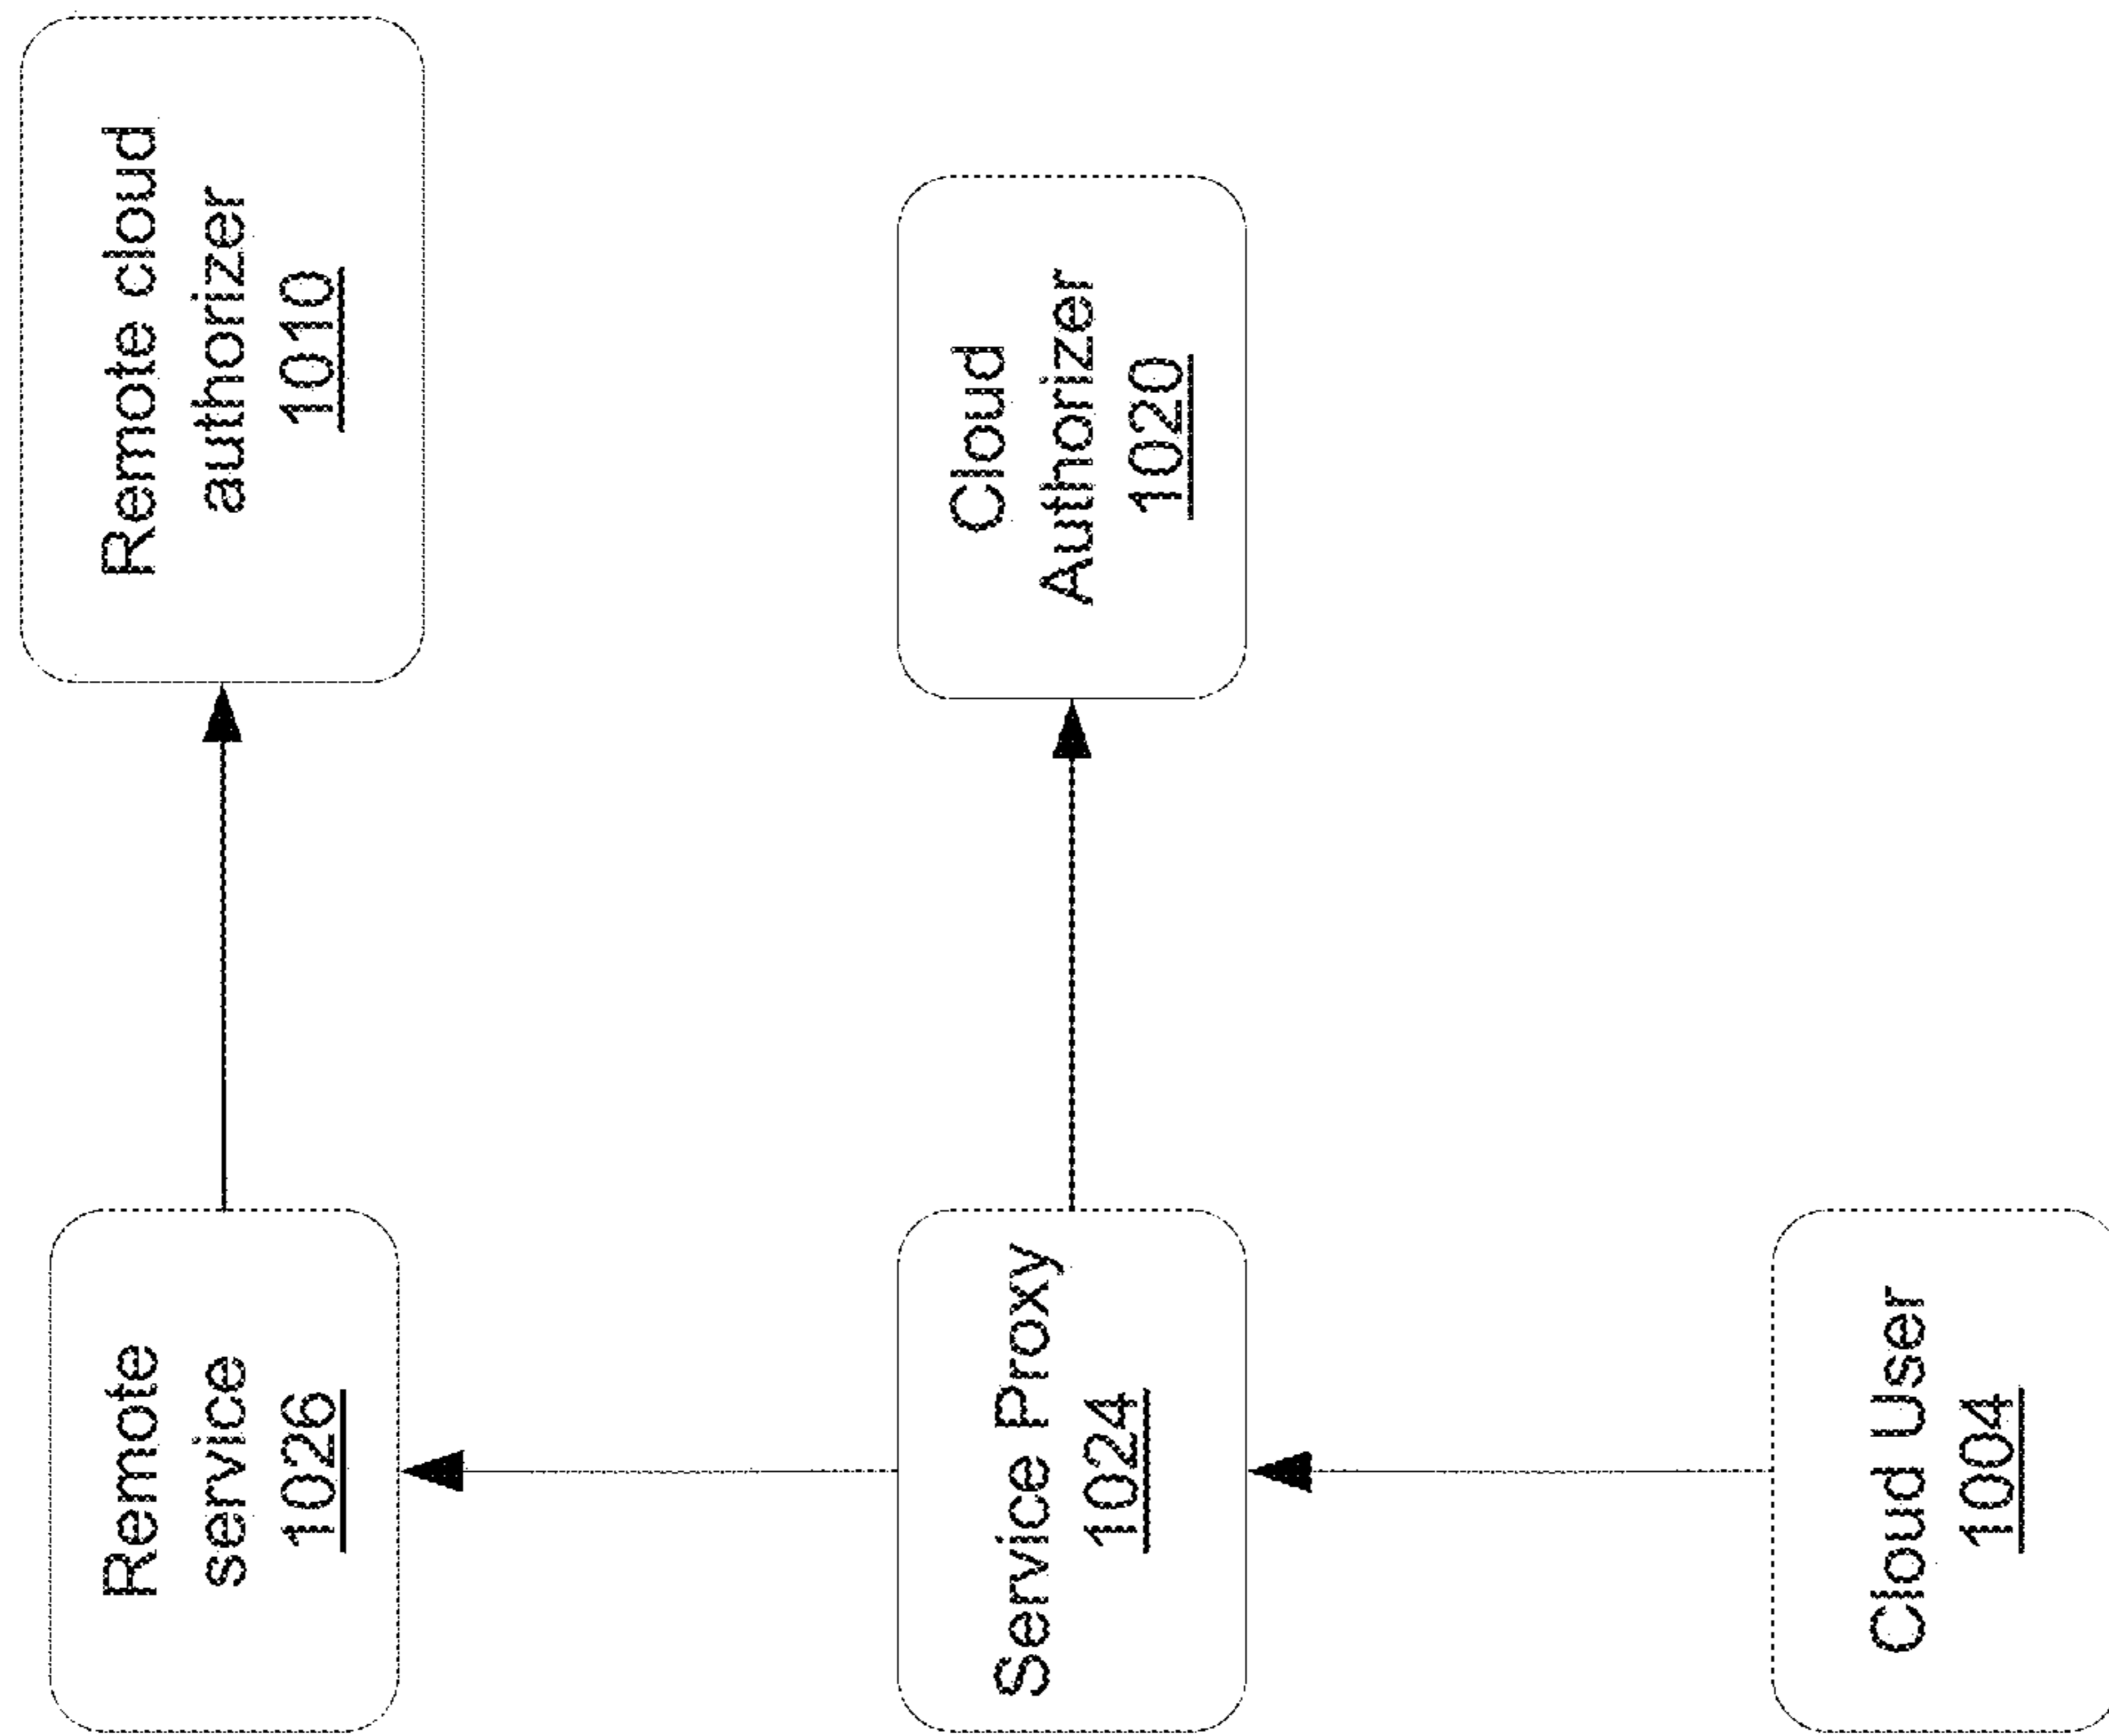 Remote cloud
authorizer
1010
Remote
service
1026
Cloud
Authorizer
1020
Service Proxy
1024
Cloud User
1004